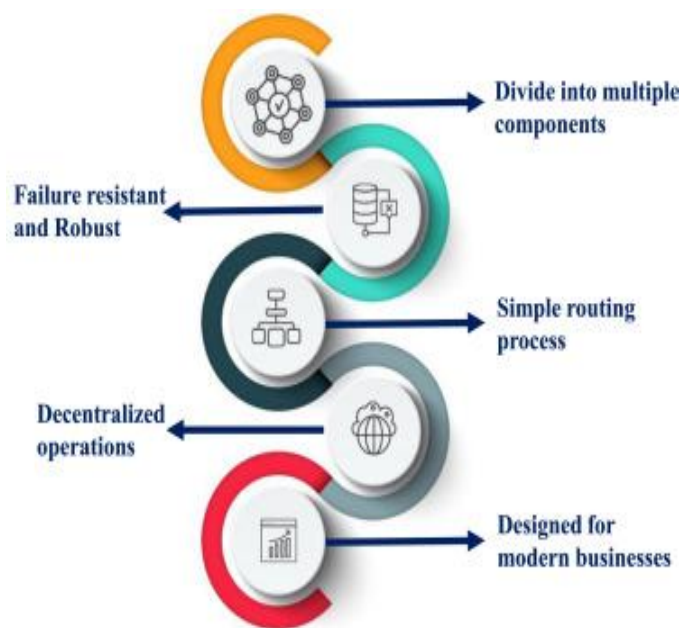 Divide into multiple
components
Failure resistant
and Robust
Simple routing
process
Decentralized
operations
Designed for
modern businesses